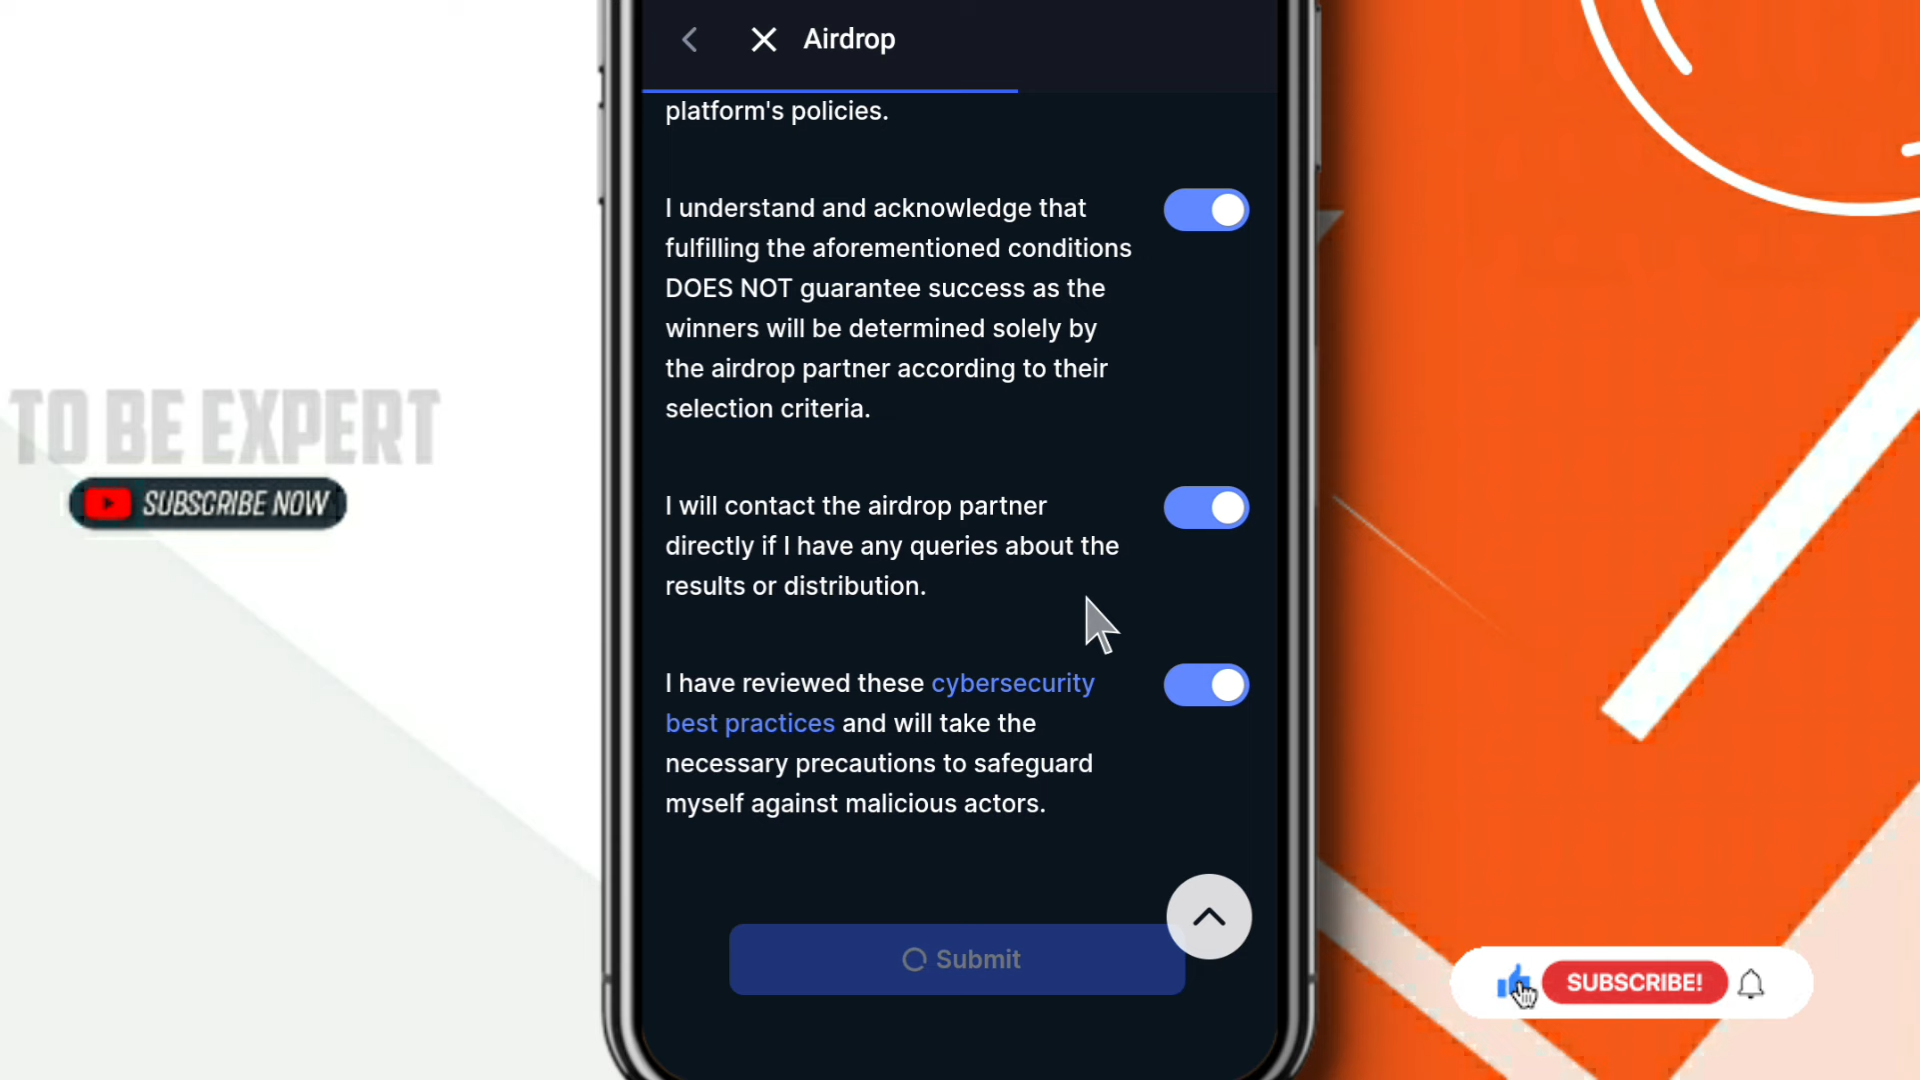 Airdrop
platform's policies.
I understand and acknowledge that
fulfilling the aforementioned conditions
DOES NOT guarantee success as the
winners will be determined solely by
the airdrop partner according to their
selection criteria.
I will contact the airdrop partner
directly if I have any queries about the
results or distribution.
I have reviewed these cybersecurity
best practices and will take the
necessary precautions to safeguard
myself against malicious actors.
Submit
TO BE EXPERT
SUBSCRIBE NOW
SUBSCRIBE!